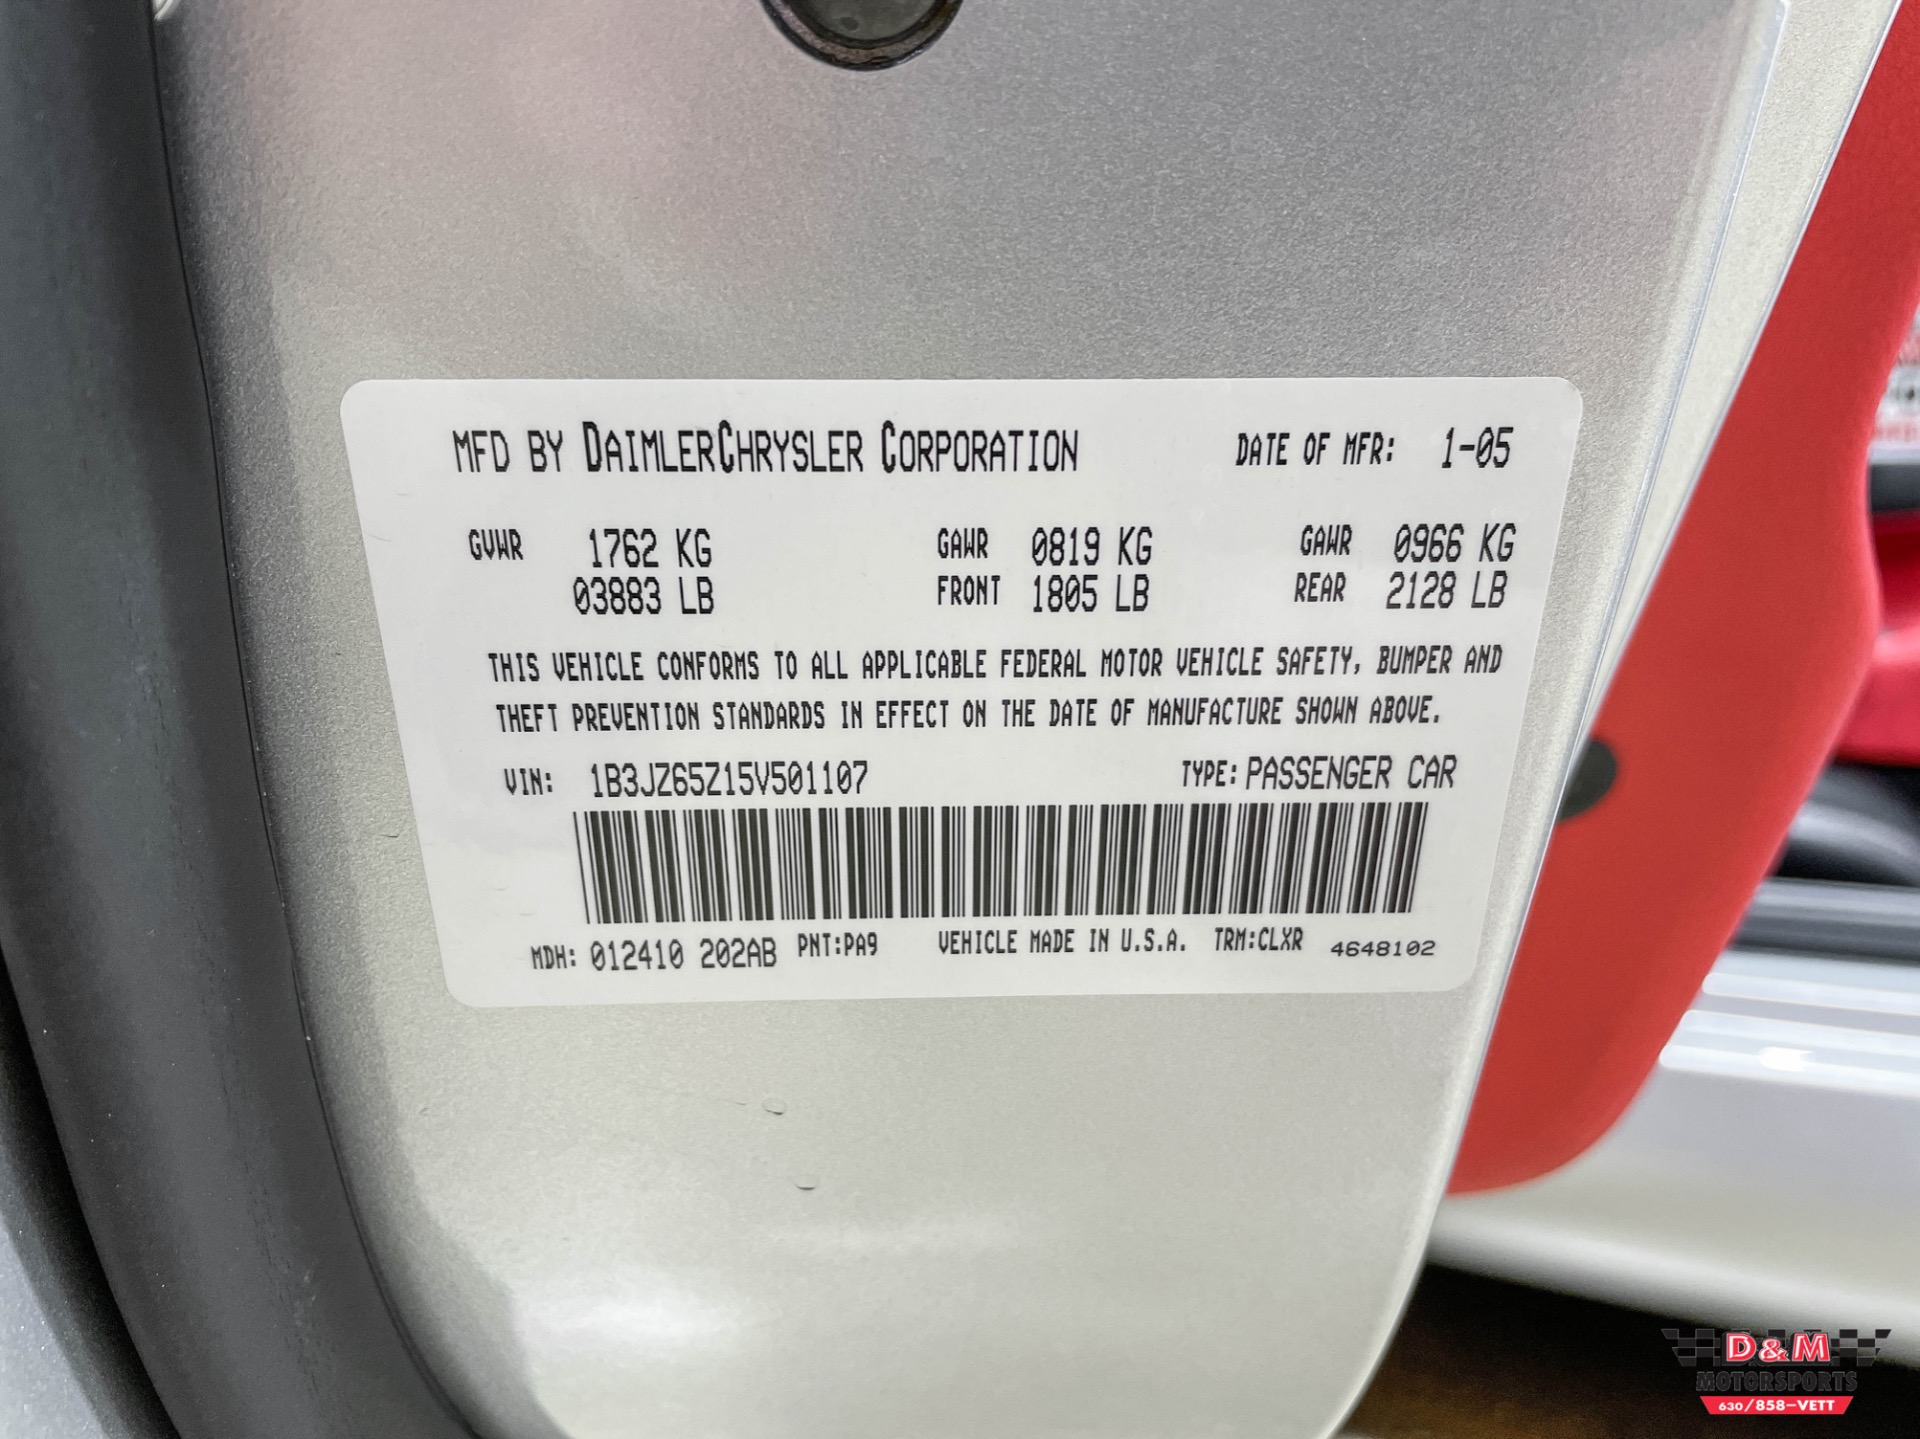 MFD BY DAIMLERCHRYSLER CORPORATION DATE OF MFR: 1-05
GVWR 1762 KG GAWR 0819 KG GAWR 0966 KG
03883 LB FRONT 1805 LB REAR 2128 LB
THIS VEHICLE CONFORMS TO ALL APPLICABLE FEDERAL MOTOR VEHICLE SAFETY, BUMPER AND
THEFT PREVENTION STANDARDS IN EFFECT ON THE DATE OF MANUFACTURE SHOWN ABOVE.
VIN: 1B3JZ65Z15V501107 TYPE: PASSENGER CAR
MDH: 012410 202AB PNT:PA9 VEHICLE MADE IN U.S.A. TRM:CLXR 4648102
D&M
MOTORSPORTS
630/858-VETT